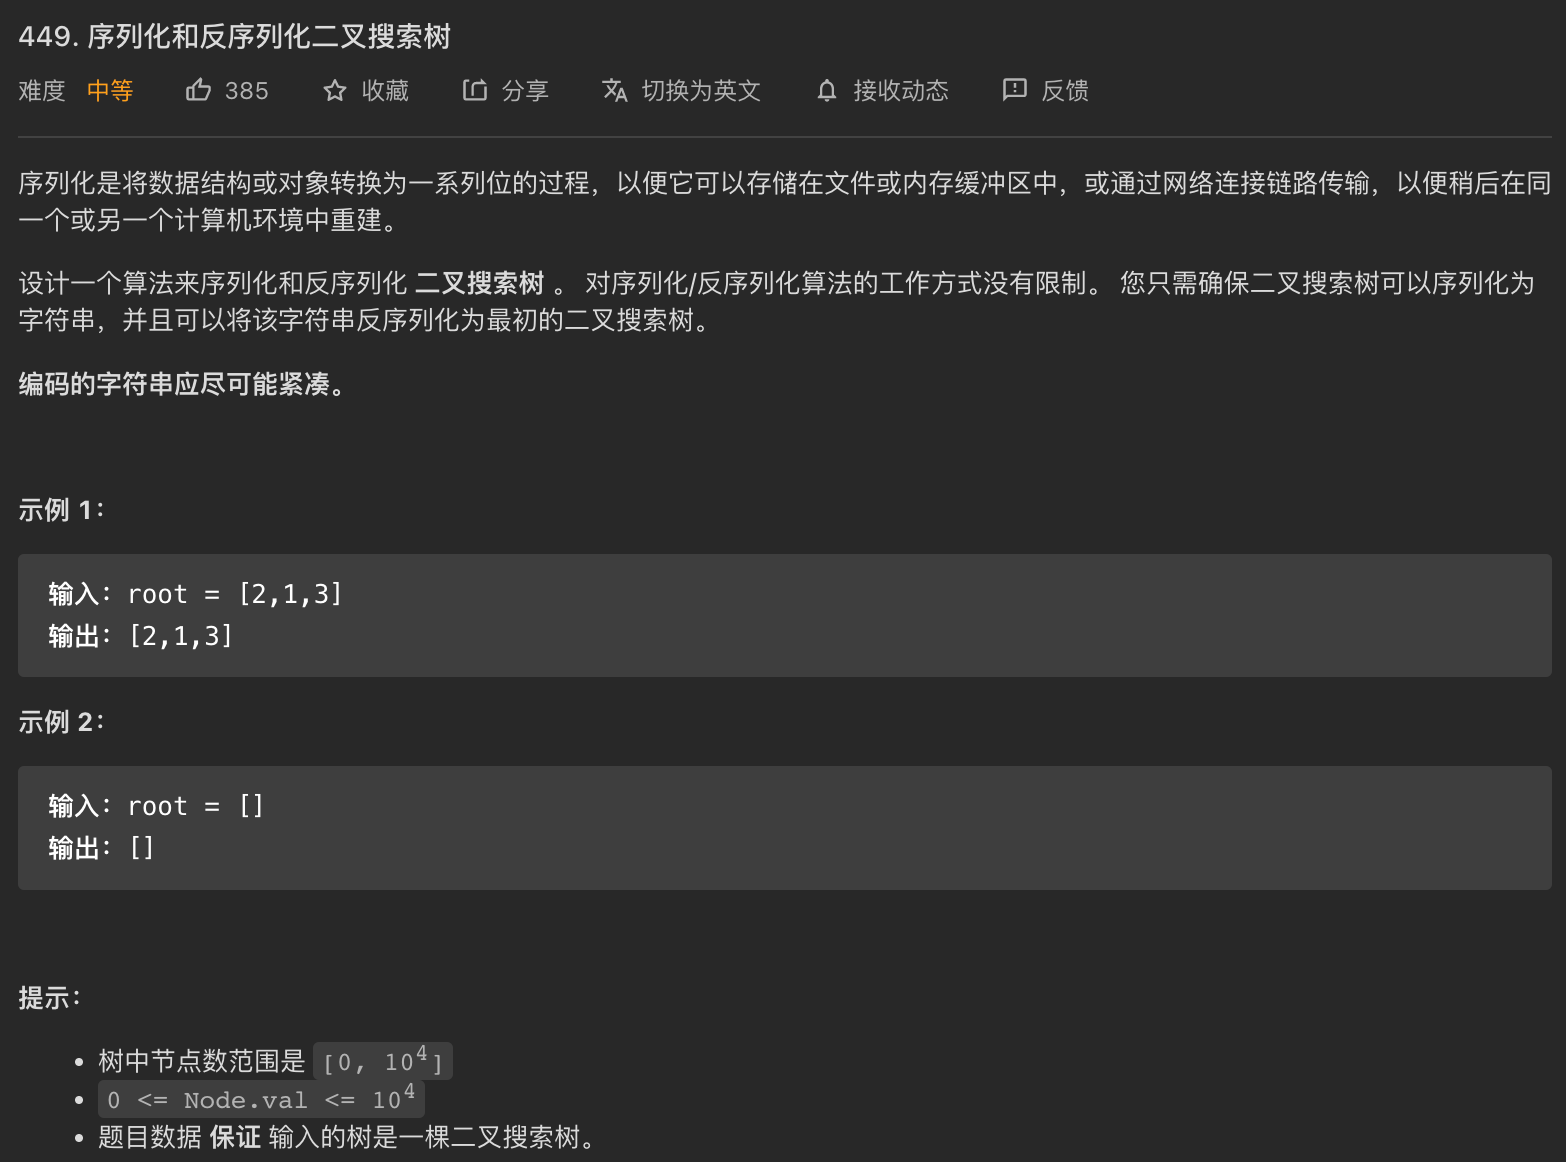 449. 序列化和反序列化二叉搜索树
难度 中等 385 收藏 分享 切换为英文 接收动态 反馈
序列化是将数据结构或对象转换为一系列位的过程，以便它可以存储在文件或内存缓冲区中，或通过网络连接链路传输，以便稍后在同
一个或另一个计算机环境中重建。
设计一个算法来序列化和反序列化 二叉搜索树 。 对序列化/反序列化算法的工作方式没有限制。 您只需确保二叉搜索树可以序列化为
字符串，并且可以将该字符串反序列化为最初的二叉搜索树。
编码的字符串应尽可能紧凑。
示例 1：
输入：root = [2,1,3]
输出：[2,1,3]
示例 2：
输入：root = []
输出：[]
提示：
• 树中节点数范围是 [0, 10⁴]
• 0 <= Node.val <= 10⁴
• 题目数据 保证 输入的树是一棵二叉搜索树。